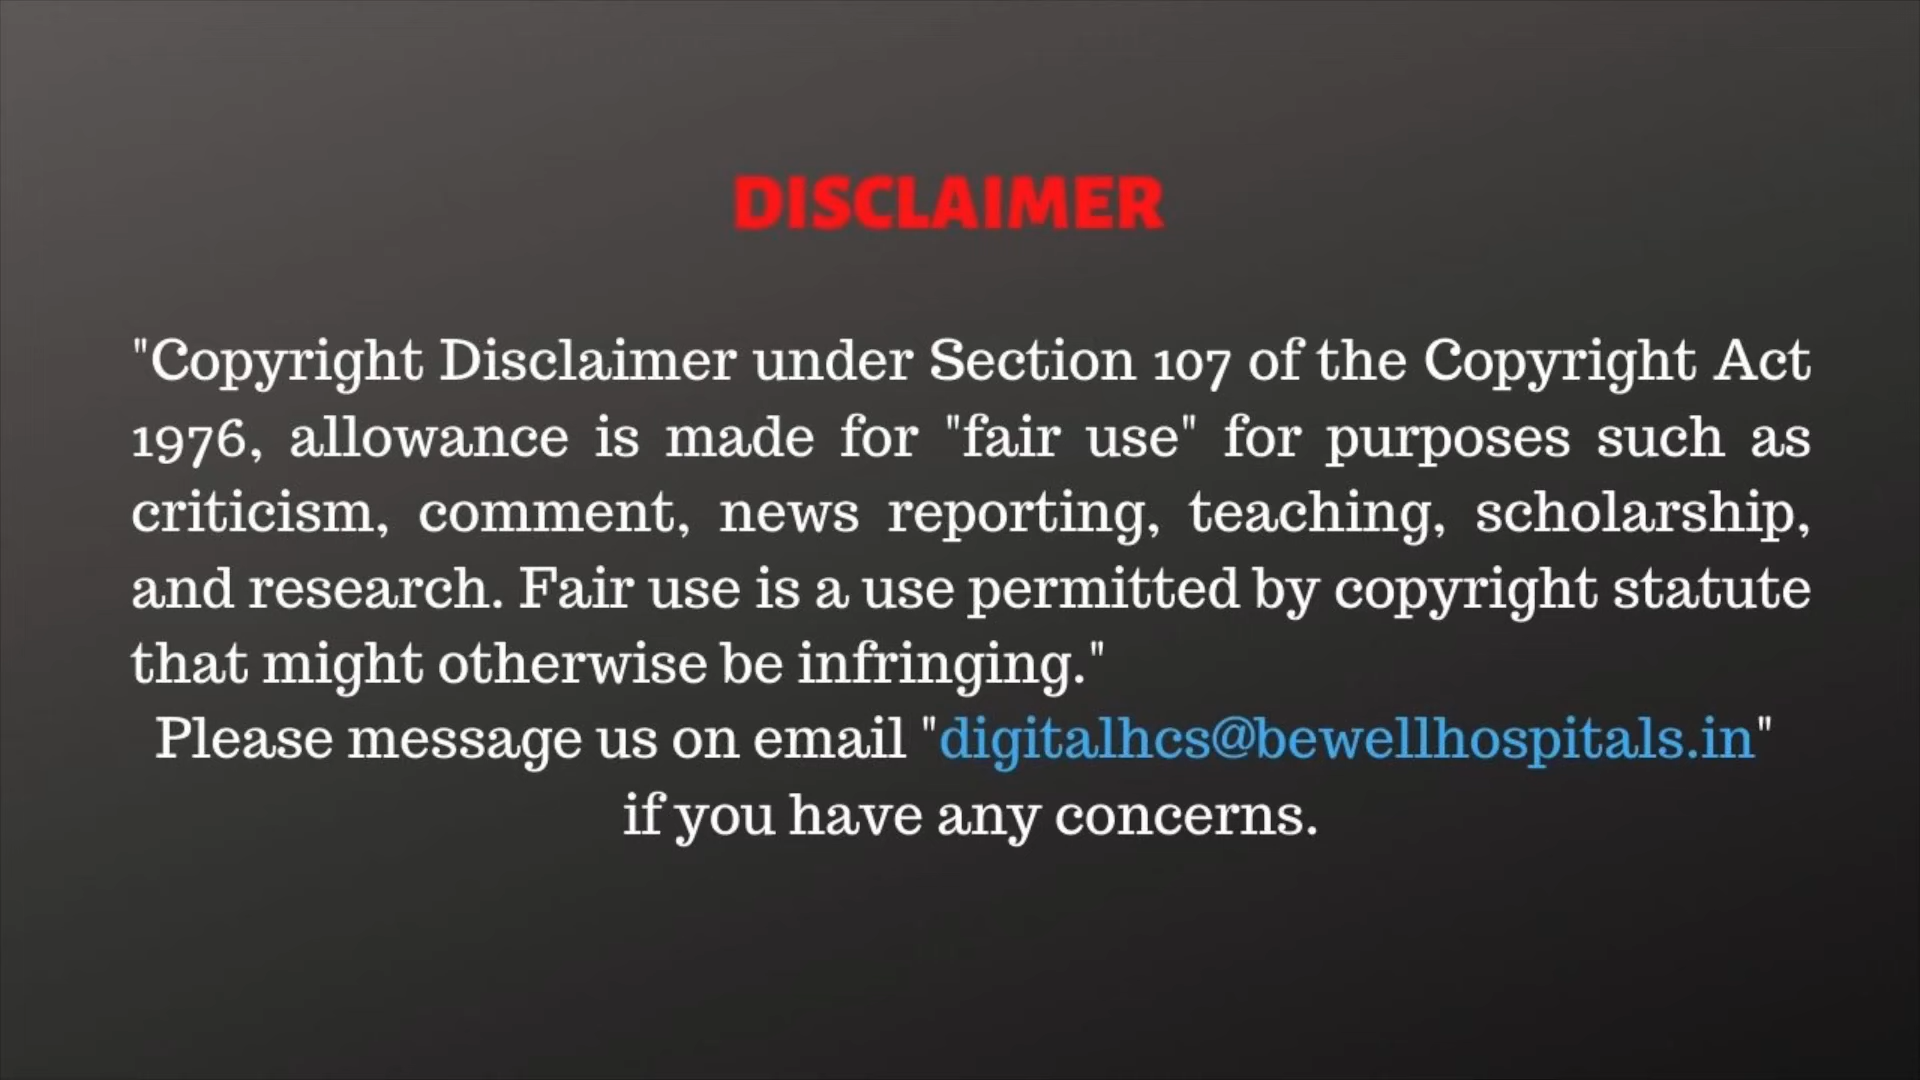 DISCLAIMER
"Copyright Disclaimer under Section 107 of the Copyright Act
1976, allowance is made for "fair use" for purposes such as
criticism, comment, news reporting, teaching, scholarship,
and research. Fair use is a use permitted by copyright statute
that might otherwise be infringing."
Please message us on email "digitalhcs@bewellhospitals.in"
if you have any concerns.